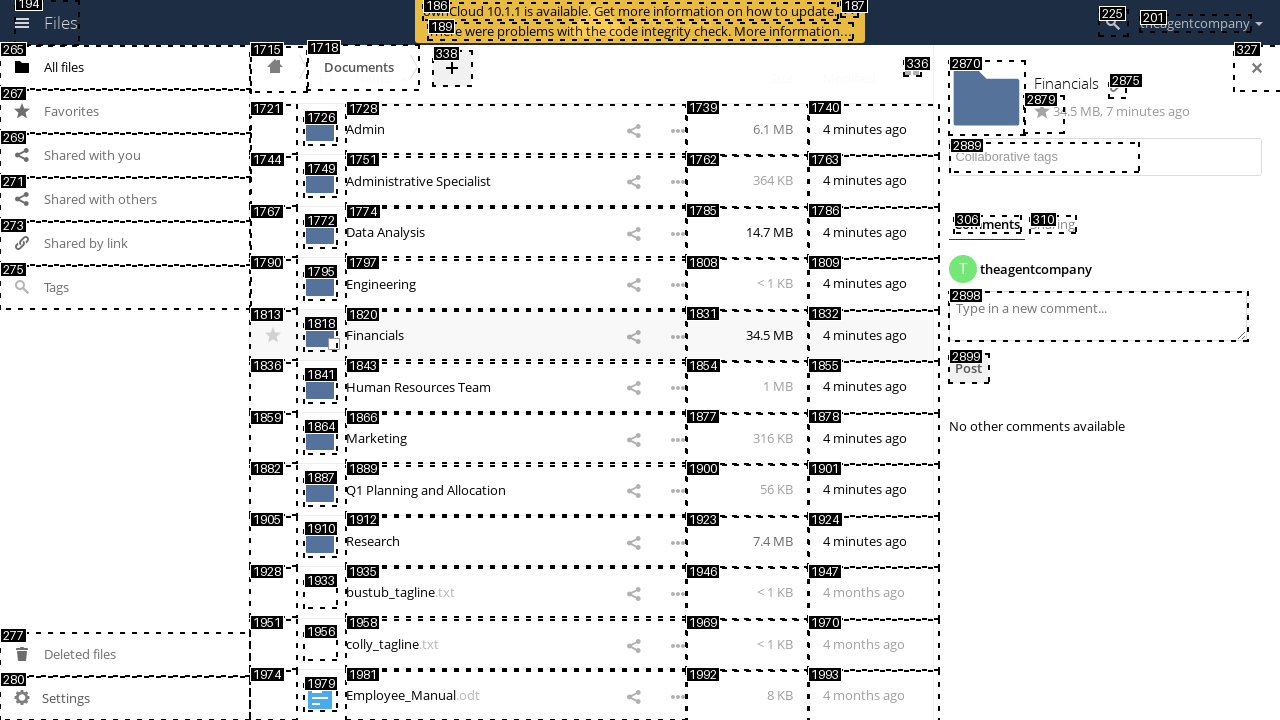 194
Files
186
ownCloud 10.1.1 is available. Get more information on how to update.
187
189
There were problems with the code integrity check. More information…
225
201
theagentcompany
265
All files
267
Favorites
269
Shared with you
271
Shared with others
273
Shared by link
275
Tags
277
Deleted files
280
Settings
1715
1718
Documents
338
+
336
1721
1726
1728
Admin
1739
6.1 MB
1740
4 minutes ago
1744
1749
1751
Administrative Specialist
1762
364 KB
1763
4 minutes ago
1767
1772
1774
Data Analysis
1785
14.7 MB
1786
4 minutes ago
1790
1795
1797
Engineering
1808
< 1 KB
1809
4 minutes ago
1813
1818
1820
Financials
1831
34.5 MB
1832
4 minutes ago
1836
1841
1843
Human Resources Team
1854
1 MB
1855
4 minutes ago
1859
1864
1866
Marketing
1877
316 KB
1878
4 minutes ago
1882
1887
1889
Q1 Planning and Allocation
1900
56 KB
1901
4 minutes ago
1905
1910
1912
Research
1923
7.4 MB
1924
4 minutes ago
1928
1933
1935
bustub_tagline.txt
1946
< 1 KB
1947
4 months ago
1951
1956
1958
colly_tagline.txt
1969
< 1 KB
1970
4 months ago
1974
1979
1981
Employee_Manual.odt
1992
8 KB
1993
4 months ago
327
2870
Financials
2875
2879
34.5 MB, 7 minutes ago
2889
Collaborative tags
306
Comments
310
Sharing
T
theagentcompany
2898
Type in a new comment...
2899
Post
No other comments available